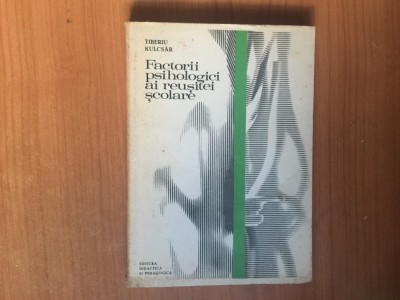 TIBERIU
KULCSÁR
Factorii
psihologici
ai reușitei
școlare
EDITURA
DIDACTICĂ
ȘI PEDAGOGICĂ